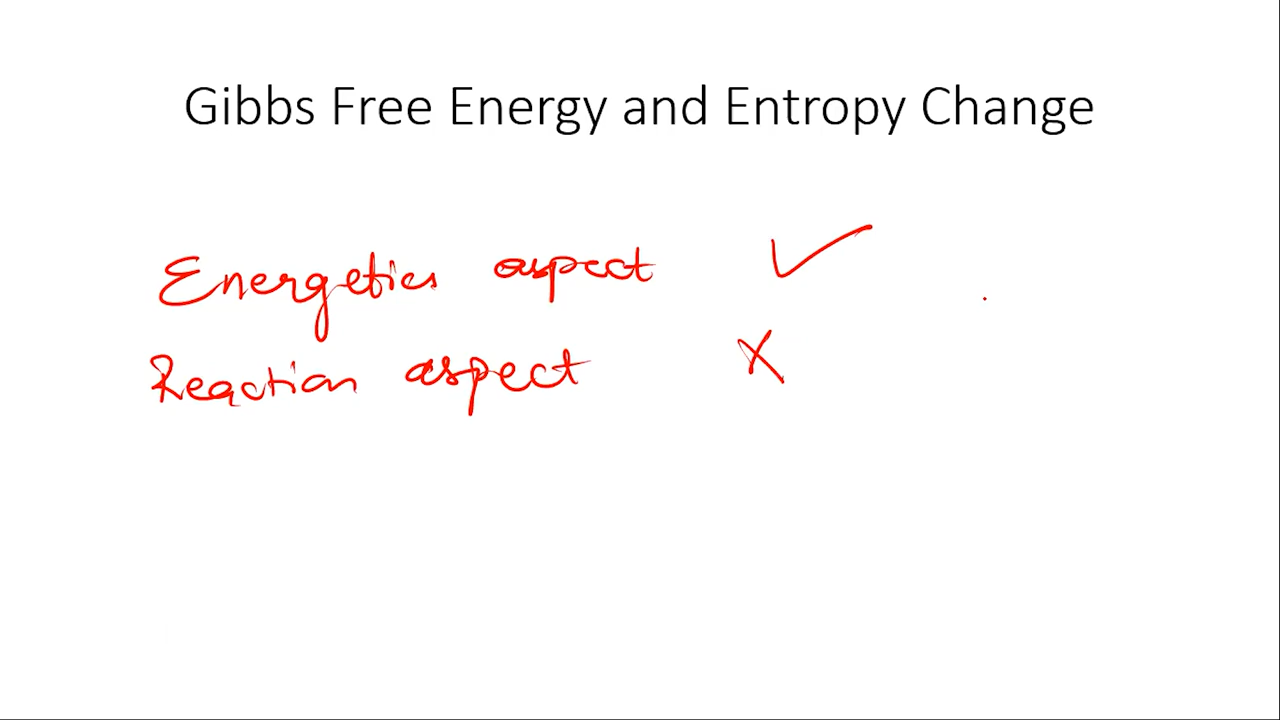 Gibbs Free Energy and Entropy Change
Energetics aspect ✓
Reaction aspect X